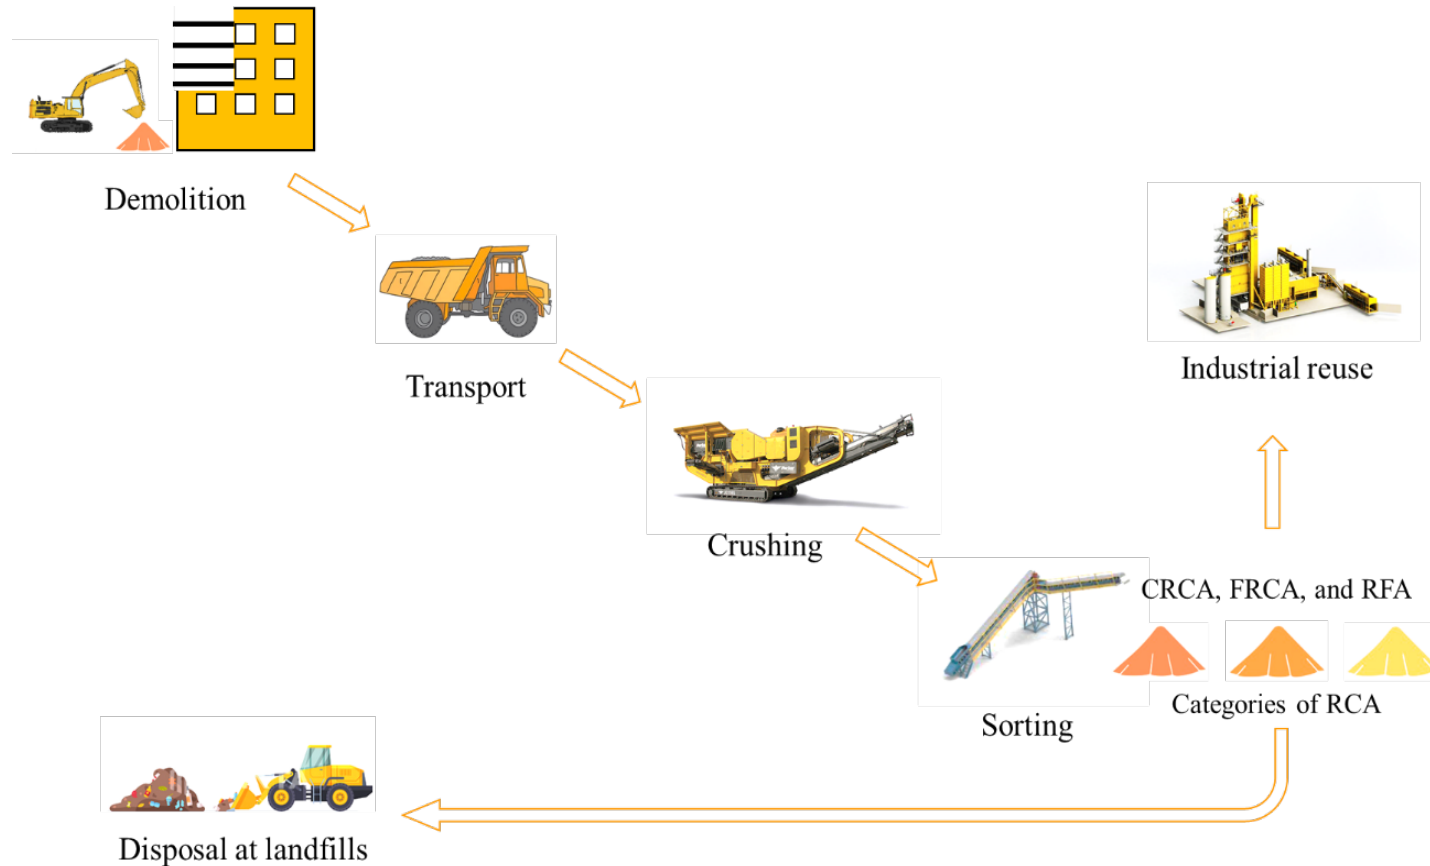 Demolition
Transport
Industrial reuse
Crushing
CRCA, FRCA, and RFA
Categories of RCA
Sorting
Disposal at landfills